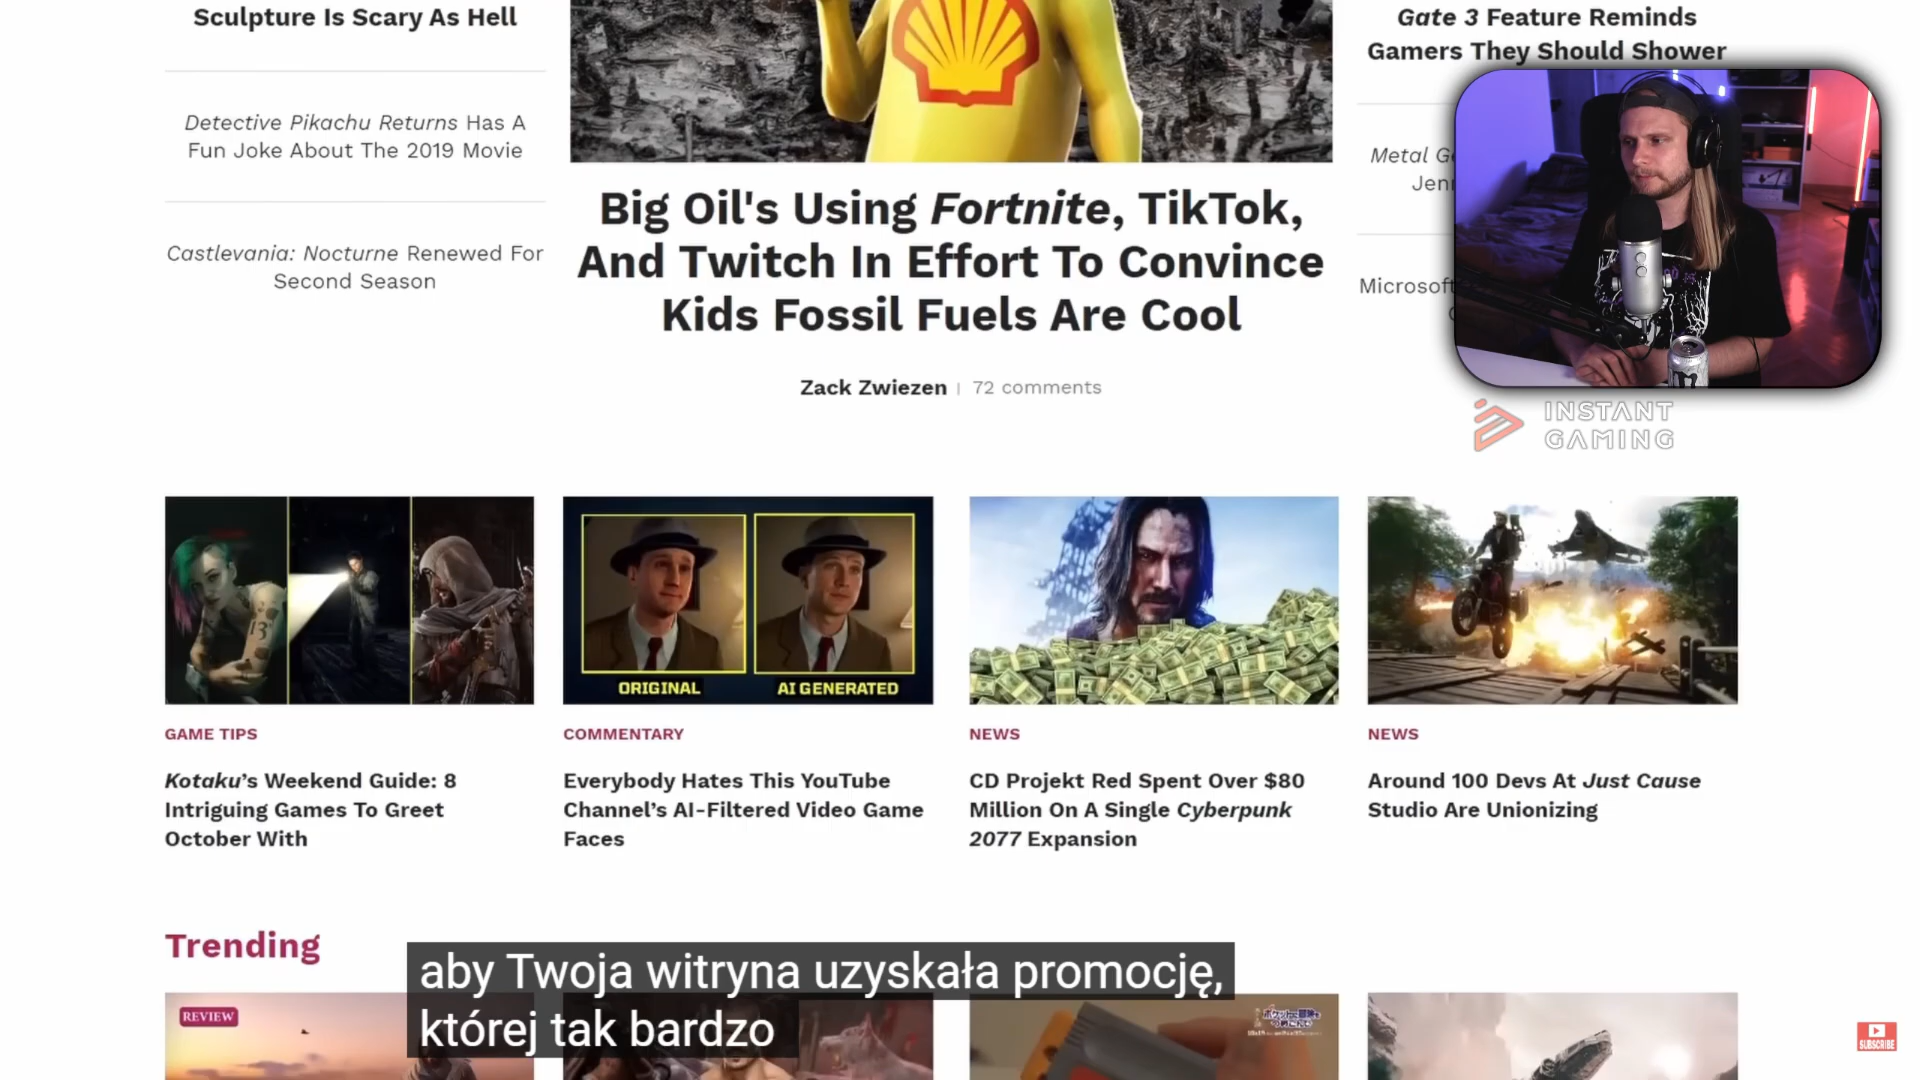 Sculpture Is Scary As Hell
Detective Pikachu Returns Has A
Fun Joke About The 2019 Movie
Castlevania: Nocturne Renewed For
Second Season
Big Oil's Using Fortnite, TikTok,
And Twitch In Effort To Convince
Kids Fossil Fuels Are Cool
Zack Zwiezen | 72 comments
Gate 3 Feature Reminds
Gamers They Should Shower
Metal
Microsoft
INSTANT
GAMING
ORIGINAL
AI GENERATED
GAME TIPS
Kotaku’s Weekend Guide: 8
Intriguing Games To Greet
October With
COMMENTARY
Everybody Hates This YouTube
Channel’s AI-Filtered Video Game
Faces
NEWS
CD Projekt Red Spent Over $80
Million On A Single Cyberpunk
2077 Expansion
NEWS
Around 100 Devs At Just Cause
Studio Are Unionizing
Trending
REVIEW
aby Twoja witryna uzyskała promocję,
której tak bardzo
SUBSCRIBE